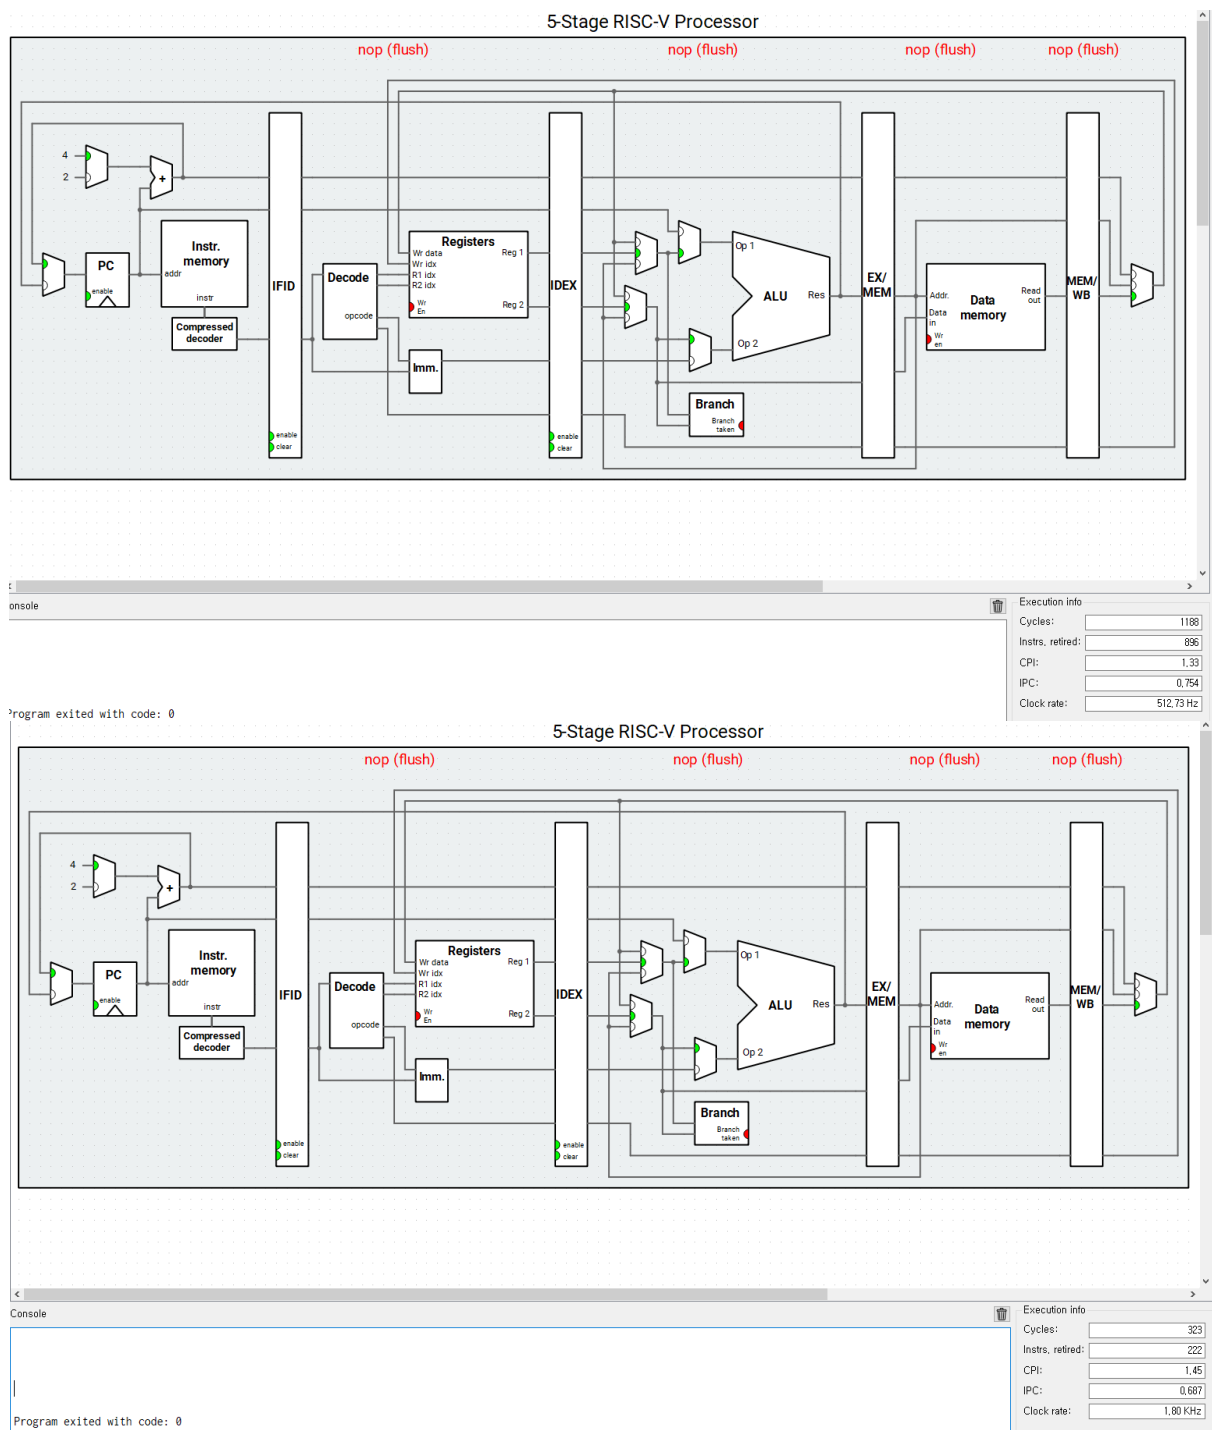 5-Stage RISC-V Processor
nop (flush) nop (flush) nop (flush) nop (flush)
4
2
+
PC
enable
addr
Instr.
memory
instr
Compressed
decoder
IFID
enable
clear
Decode
opcode
Registers
Wr data
Wr idx
R1 idx
R2 idx
Wr
En
Reg 1
Reg 2
Imm.
IDEX
enable
clear
Op 1
ALU
Res
Op 2
Branch
Branch
taken
EX/
MEM
Addr.
Data
in
Wr
en
Data
memory
Read
out
MEM/
WB
onsole
Program exited with code: 0
Execution info
Cycles: 1188
Instrs. retired: 896
CPI: 1,33
IPC: 0,754
Clock rate: 512,73 Hz
5-Stage RISC-V Processor
nop (flush) nop (flush) nop (flush) nop (flush)
4
2
+
PC
enable
addr
Instr.
memory
instr
Compressed
decoder
IFID
enable
clear
Decode
opcode
Registers
Wr data
Wr idx
R1 idx
R2 idx
Wr
En
Reg 1
Reg 2
Imm.
IDEX
enable
clear
Op 1
ALU
Res
Op 2
Branch
Branch
taken
EX/
MEM
Addr.
Data
in
Wr
en
Data
memory
Read
out
MEM/
WB
Console
Program exited with code: 0
Execution info
Cycles: 323
Instrs. retired: 222
CPI: 1,45
IPC: 0,687
Clock rate: 1,80 KHz